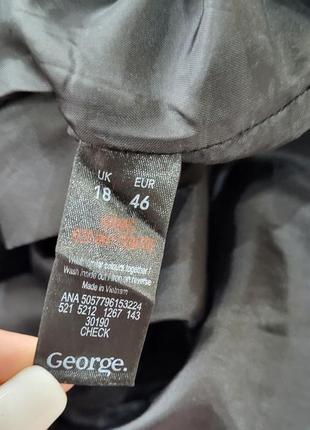 UK EUR
18 46
Wash similar colours together/
Wash inside out/Iron on reverse
Made in Vietnam
ANA 5057796153224
521 5212 1267 143
30190
CHECK
George.